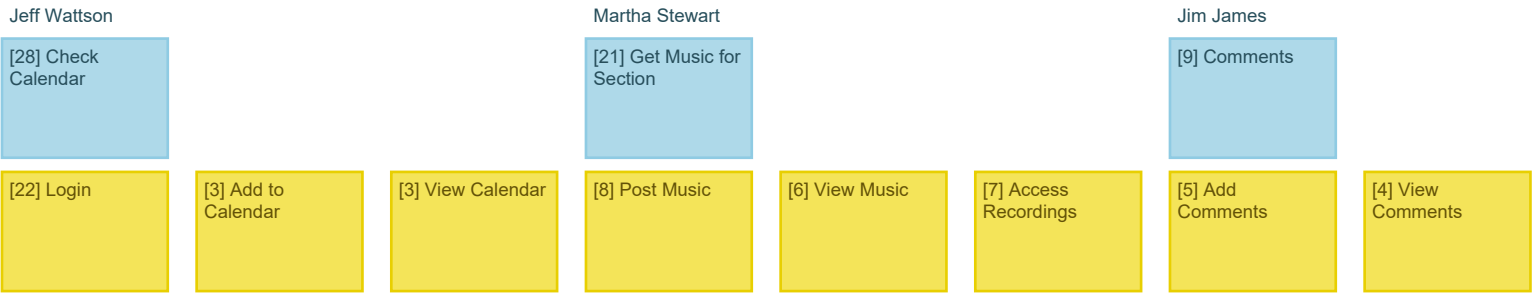 Jeff Wattson
Martha Stewart
Jim James
[28] Check
Calendar
[21] Get Music for
Section
[9] Comments
[22] Login
[3] Add to
Calendar
[3] View Calendar
[8] Post Music
[6] View Music
[7] Access
Recordings
[5] Add
Comments
[4] View
Comments